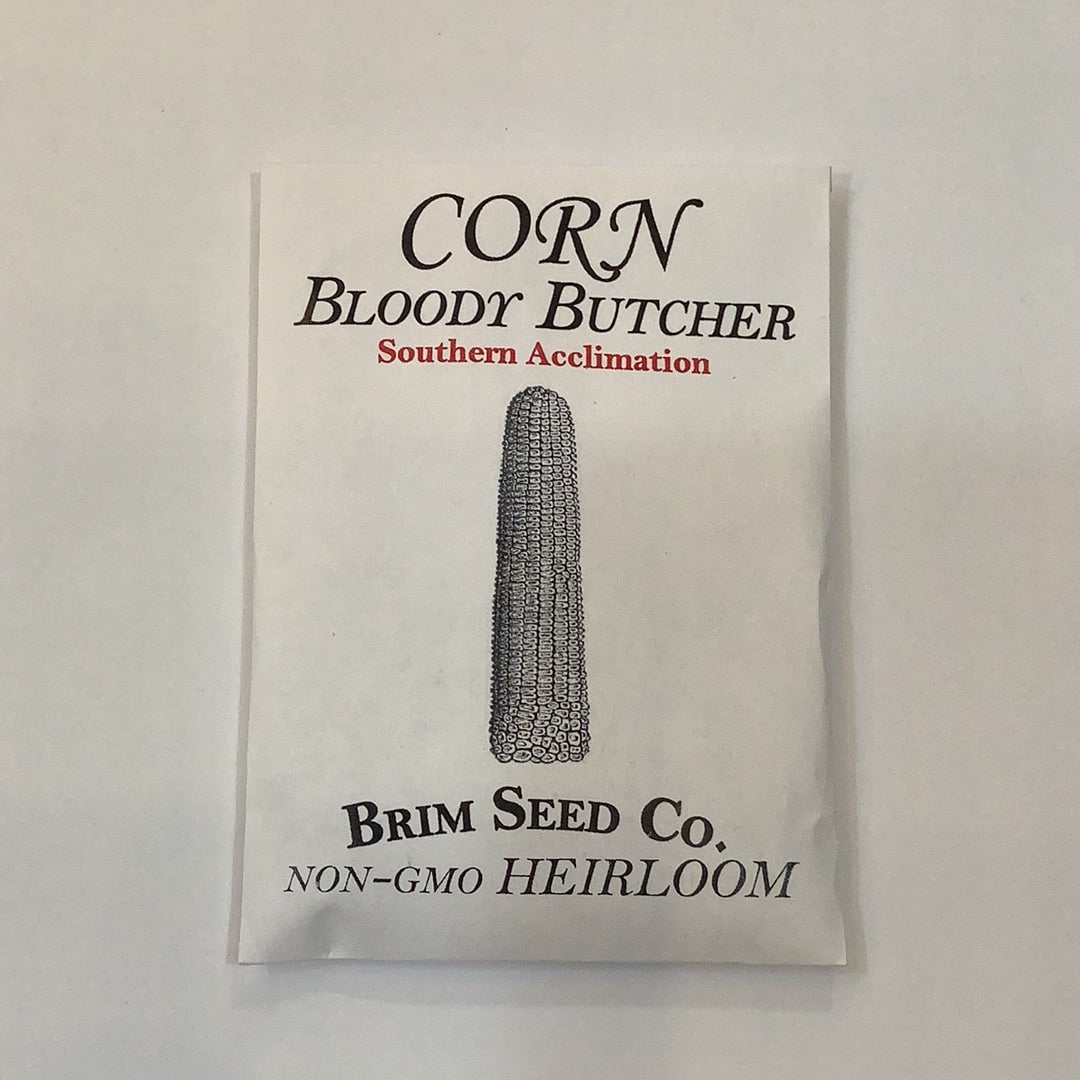 CORN
BLOODY BUTCHER
Southern Acclimation
BRIM SEED CO.
NON-GMO HEIRLOOM